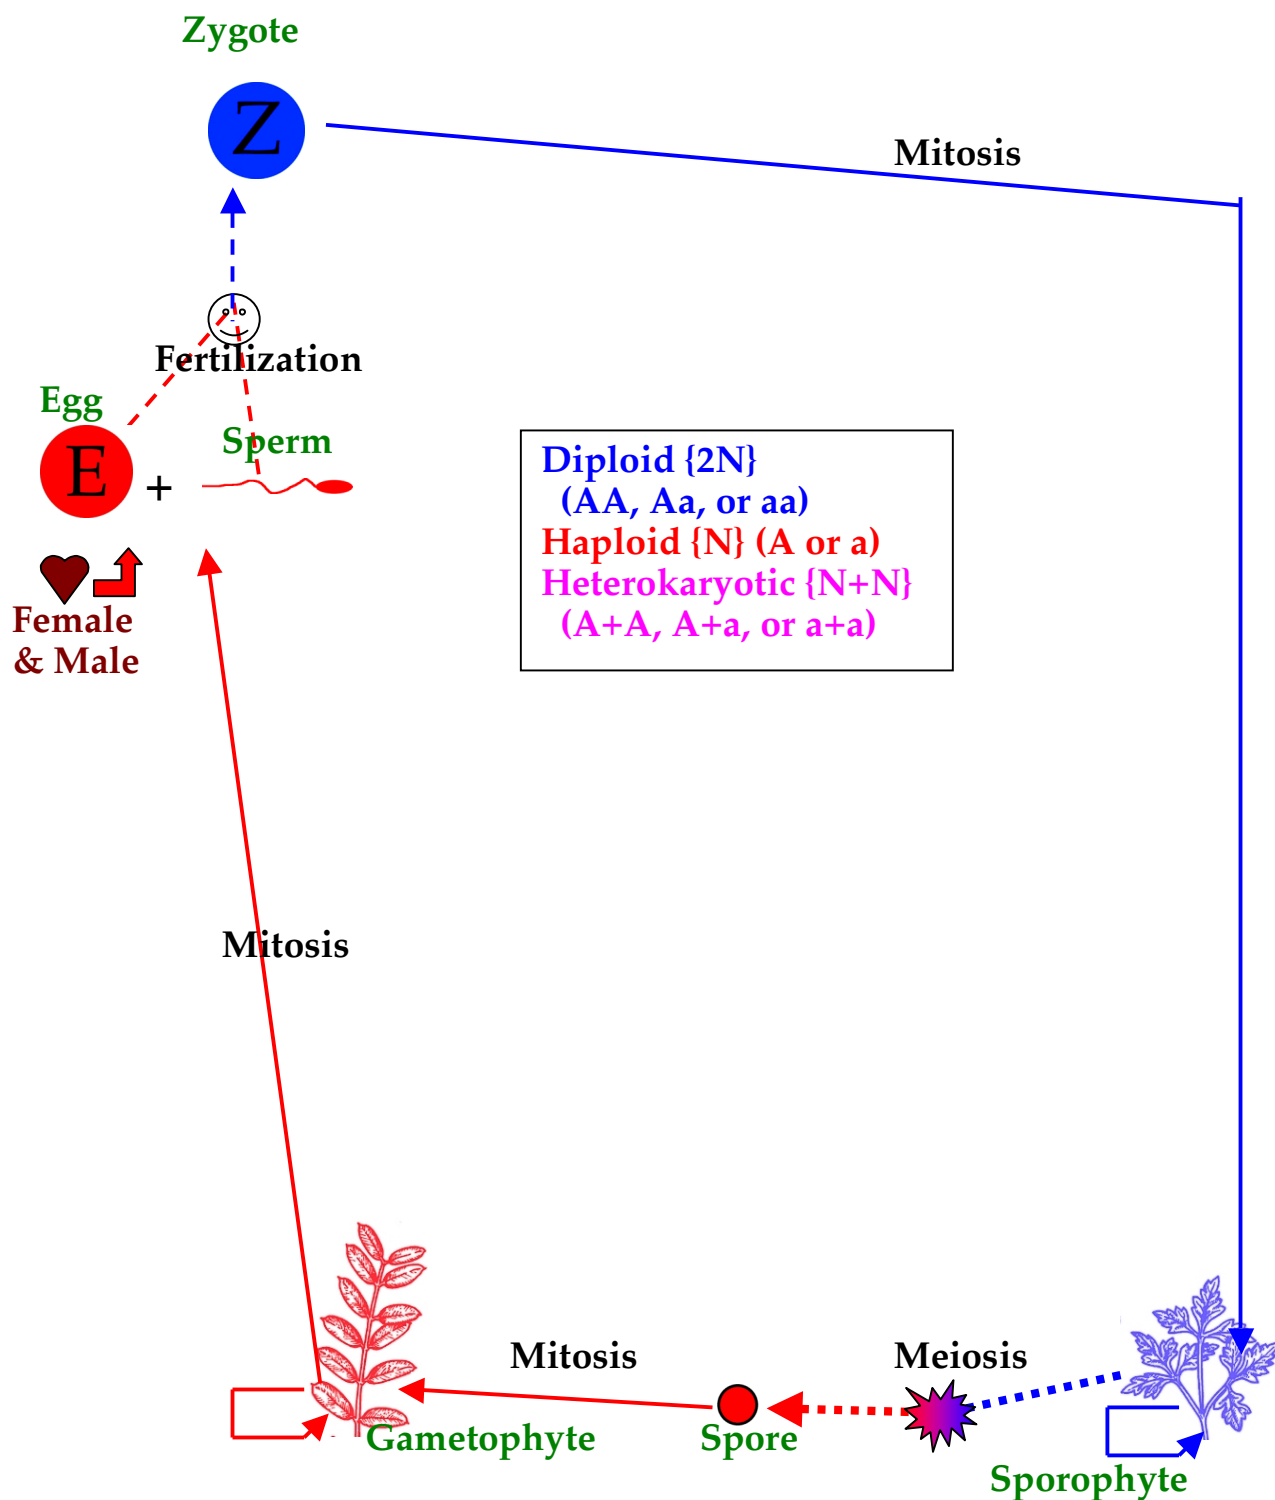 Zygote
Z
Mitosis
Fertilization
Egg
Sperm
E
+
Diploid {2N}
(AA, Aa, or aa)
Haploid {N} (A or a)
Heterokaryotic {N+N}
(A+A, A+a, or a+a)
Female
& Male
Mitosis
Mitosis
Meiosis
Gametophyte
Spore
Sporophyte